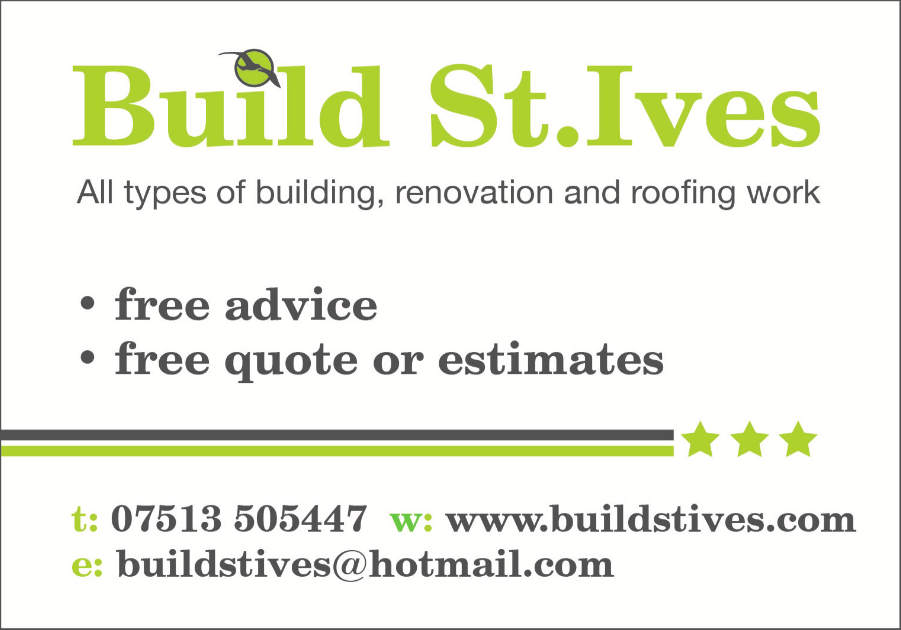 Build St.Ives
All types of building, renovation and roofing work
• free advice
• free quote or estimates
t: 07513 505447 w: www.buildstives.com
e: buildstives@hotmail.com